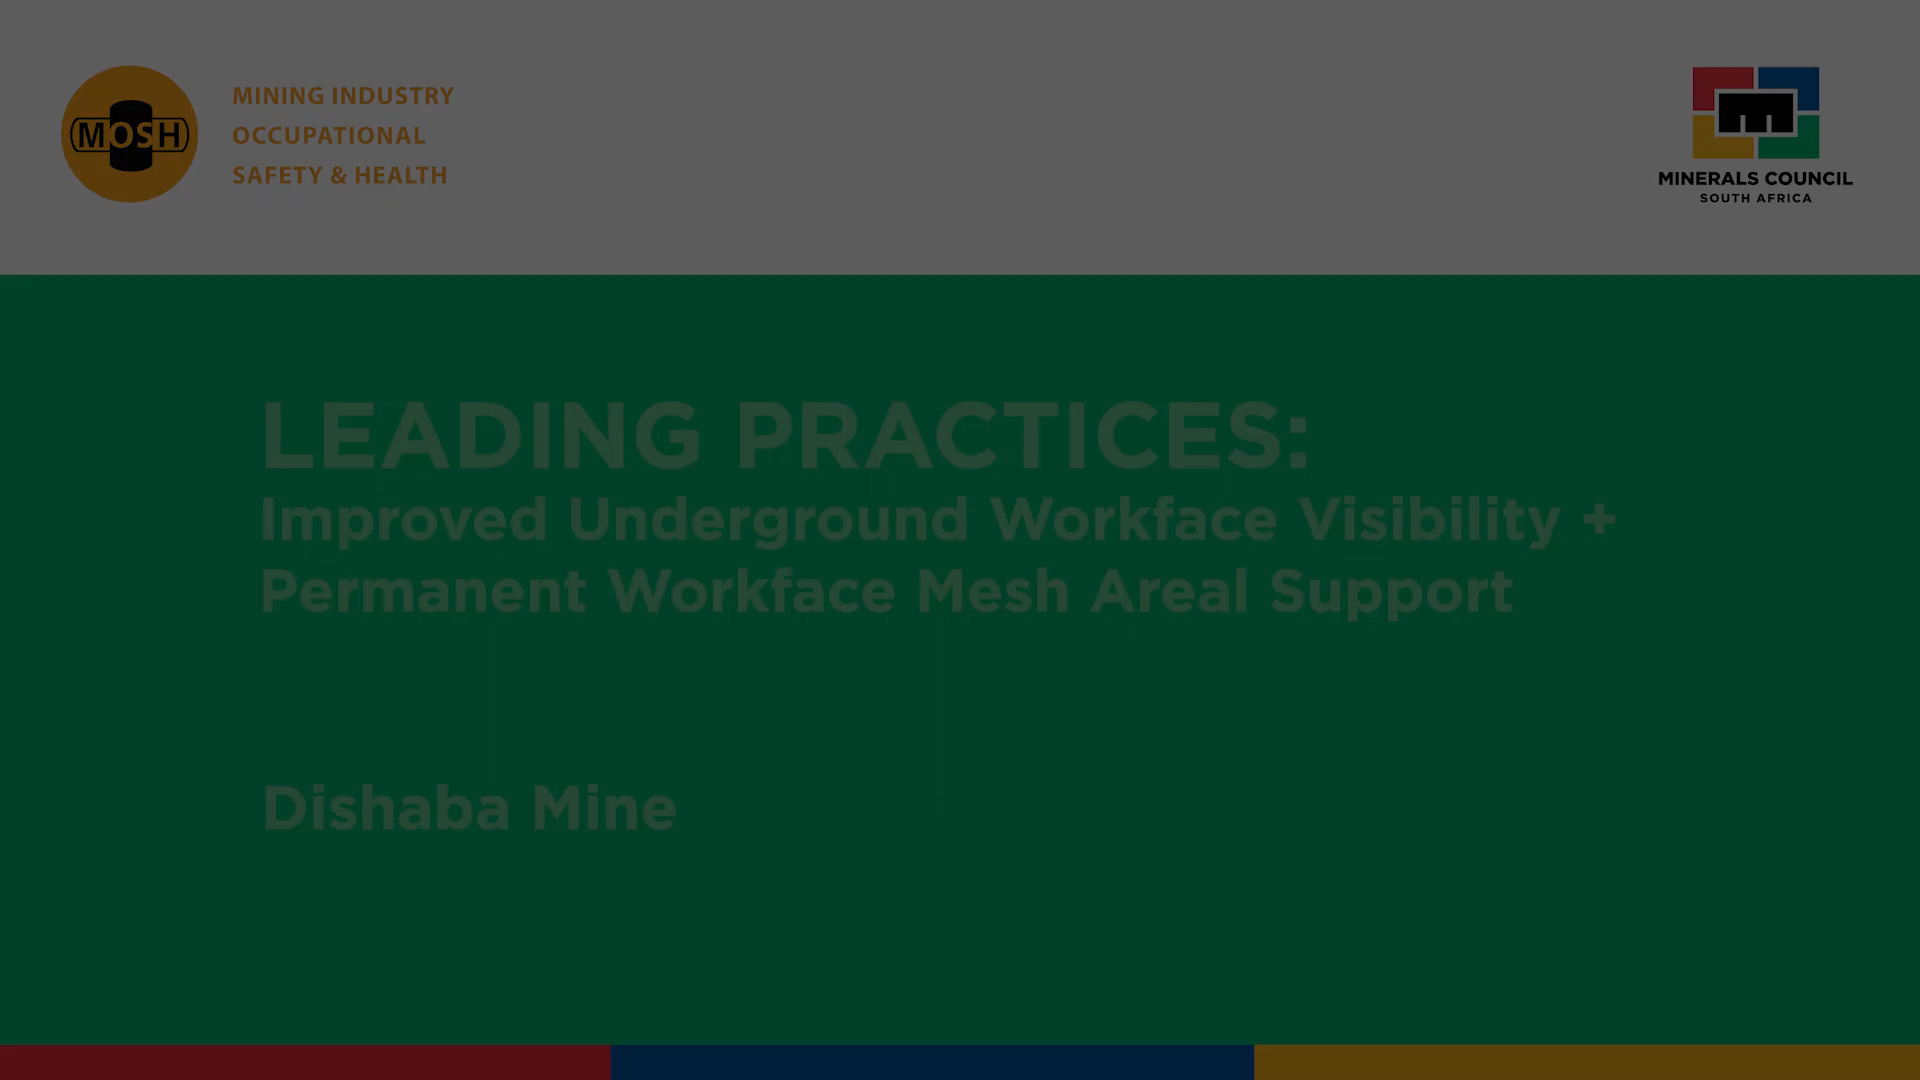 MOSH
MINING INDUSTRY
OCCUPATIONAL
SAFETY & HEALTH
MINERALS COUNCIL
SOUTH AFRICA
LEADING PRACTICES:
Improved Underground Workface Visibility +
Permanent Workface Mesh Areal Support
Dishaba Mine